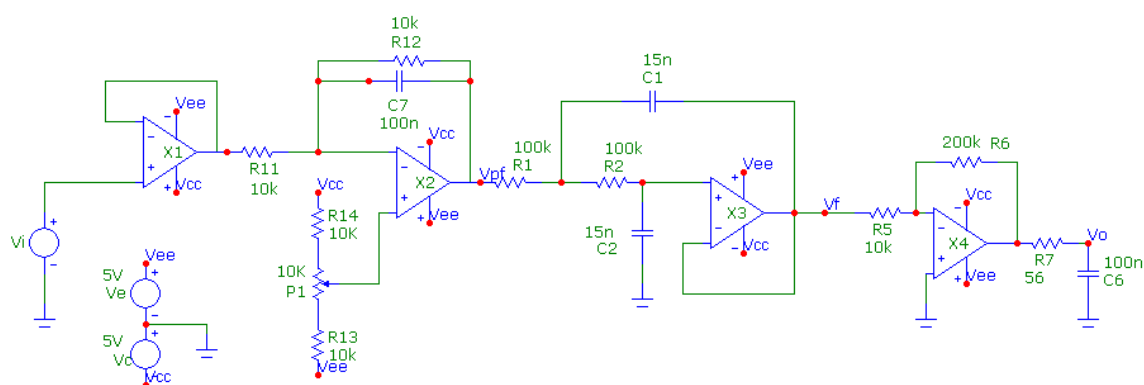 10k
R12
C7
100n
15n
C1
Vee
X1
Vcc
R11
10k
Vi
Vcc
R14
10k
10K
P1
R13
10k
Vee
Vcc
X2
Vee
Vpf
100k
R1
100k
R2
15n
C2
Vee
X3
Vcc
Vf
200k R6
R5
10k
Vcc
X4
Vee
R7
56
Vo
100n
C6
Vee
5V
Ve
5V
Vc
Vcc